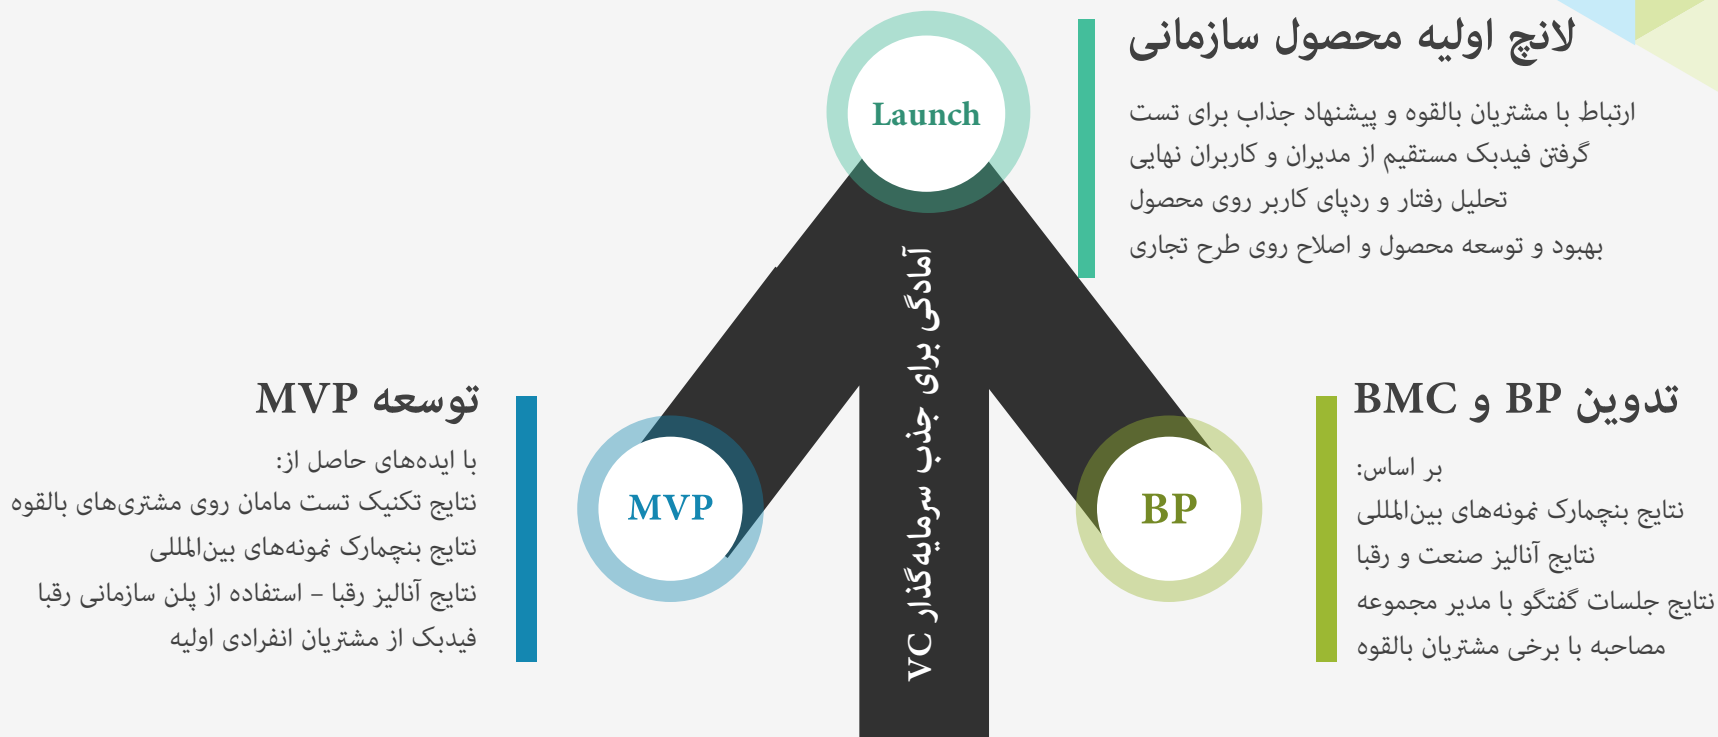 لانچ اولیه محصول سازمانی
ارتباط با مشتریان بالقوه و پیشنهاد جذاب برای تست
گرفتن فیدبک مستقیم از مدیران و کاربران نهایی
تحلیل رفتار و ردپای کاربر روی محصول
بهبود و توسعه محصول و اصلاح روی طرح تجاری
Launch
آمادگی برای جذب سرمایه‌گذار VC
تدوین BP و BMC
بر اساس:
نتایج بنچمارک نمونه‌های بین‌المللی
نتایج آنالیز صنعت و رقبا
نتایج جلسات گفتگو با مدیر مجموعه
مصاحبه با برخی مشتریان بالقوه
BP
MVP
توسعه MVP
با ایده‌های حاصل از:
نتایج تکنیک تست مامان روی مشتری‌های بالقوه
نتایج بنچمارک نمونه‌های بین‌المللی
نتایج آنالیز رقبا – استفاده از پلن سازمانی رقبا
فیدبک از مشتریان انفرادی اولیه